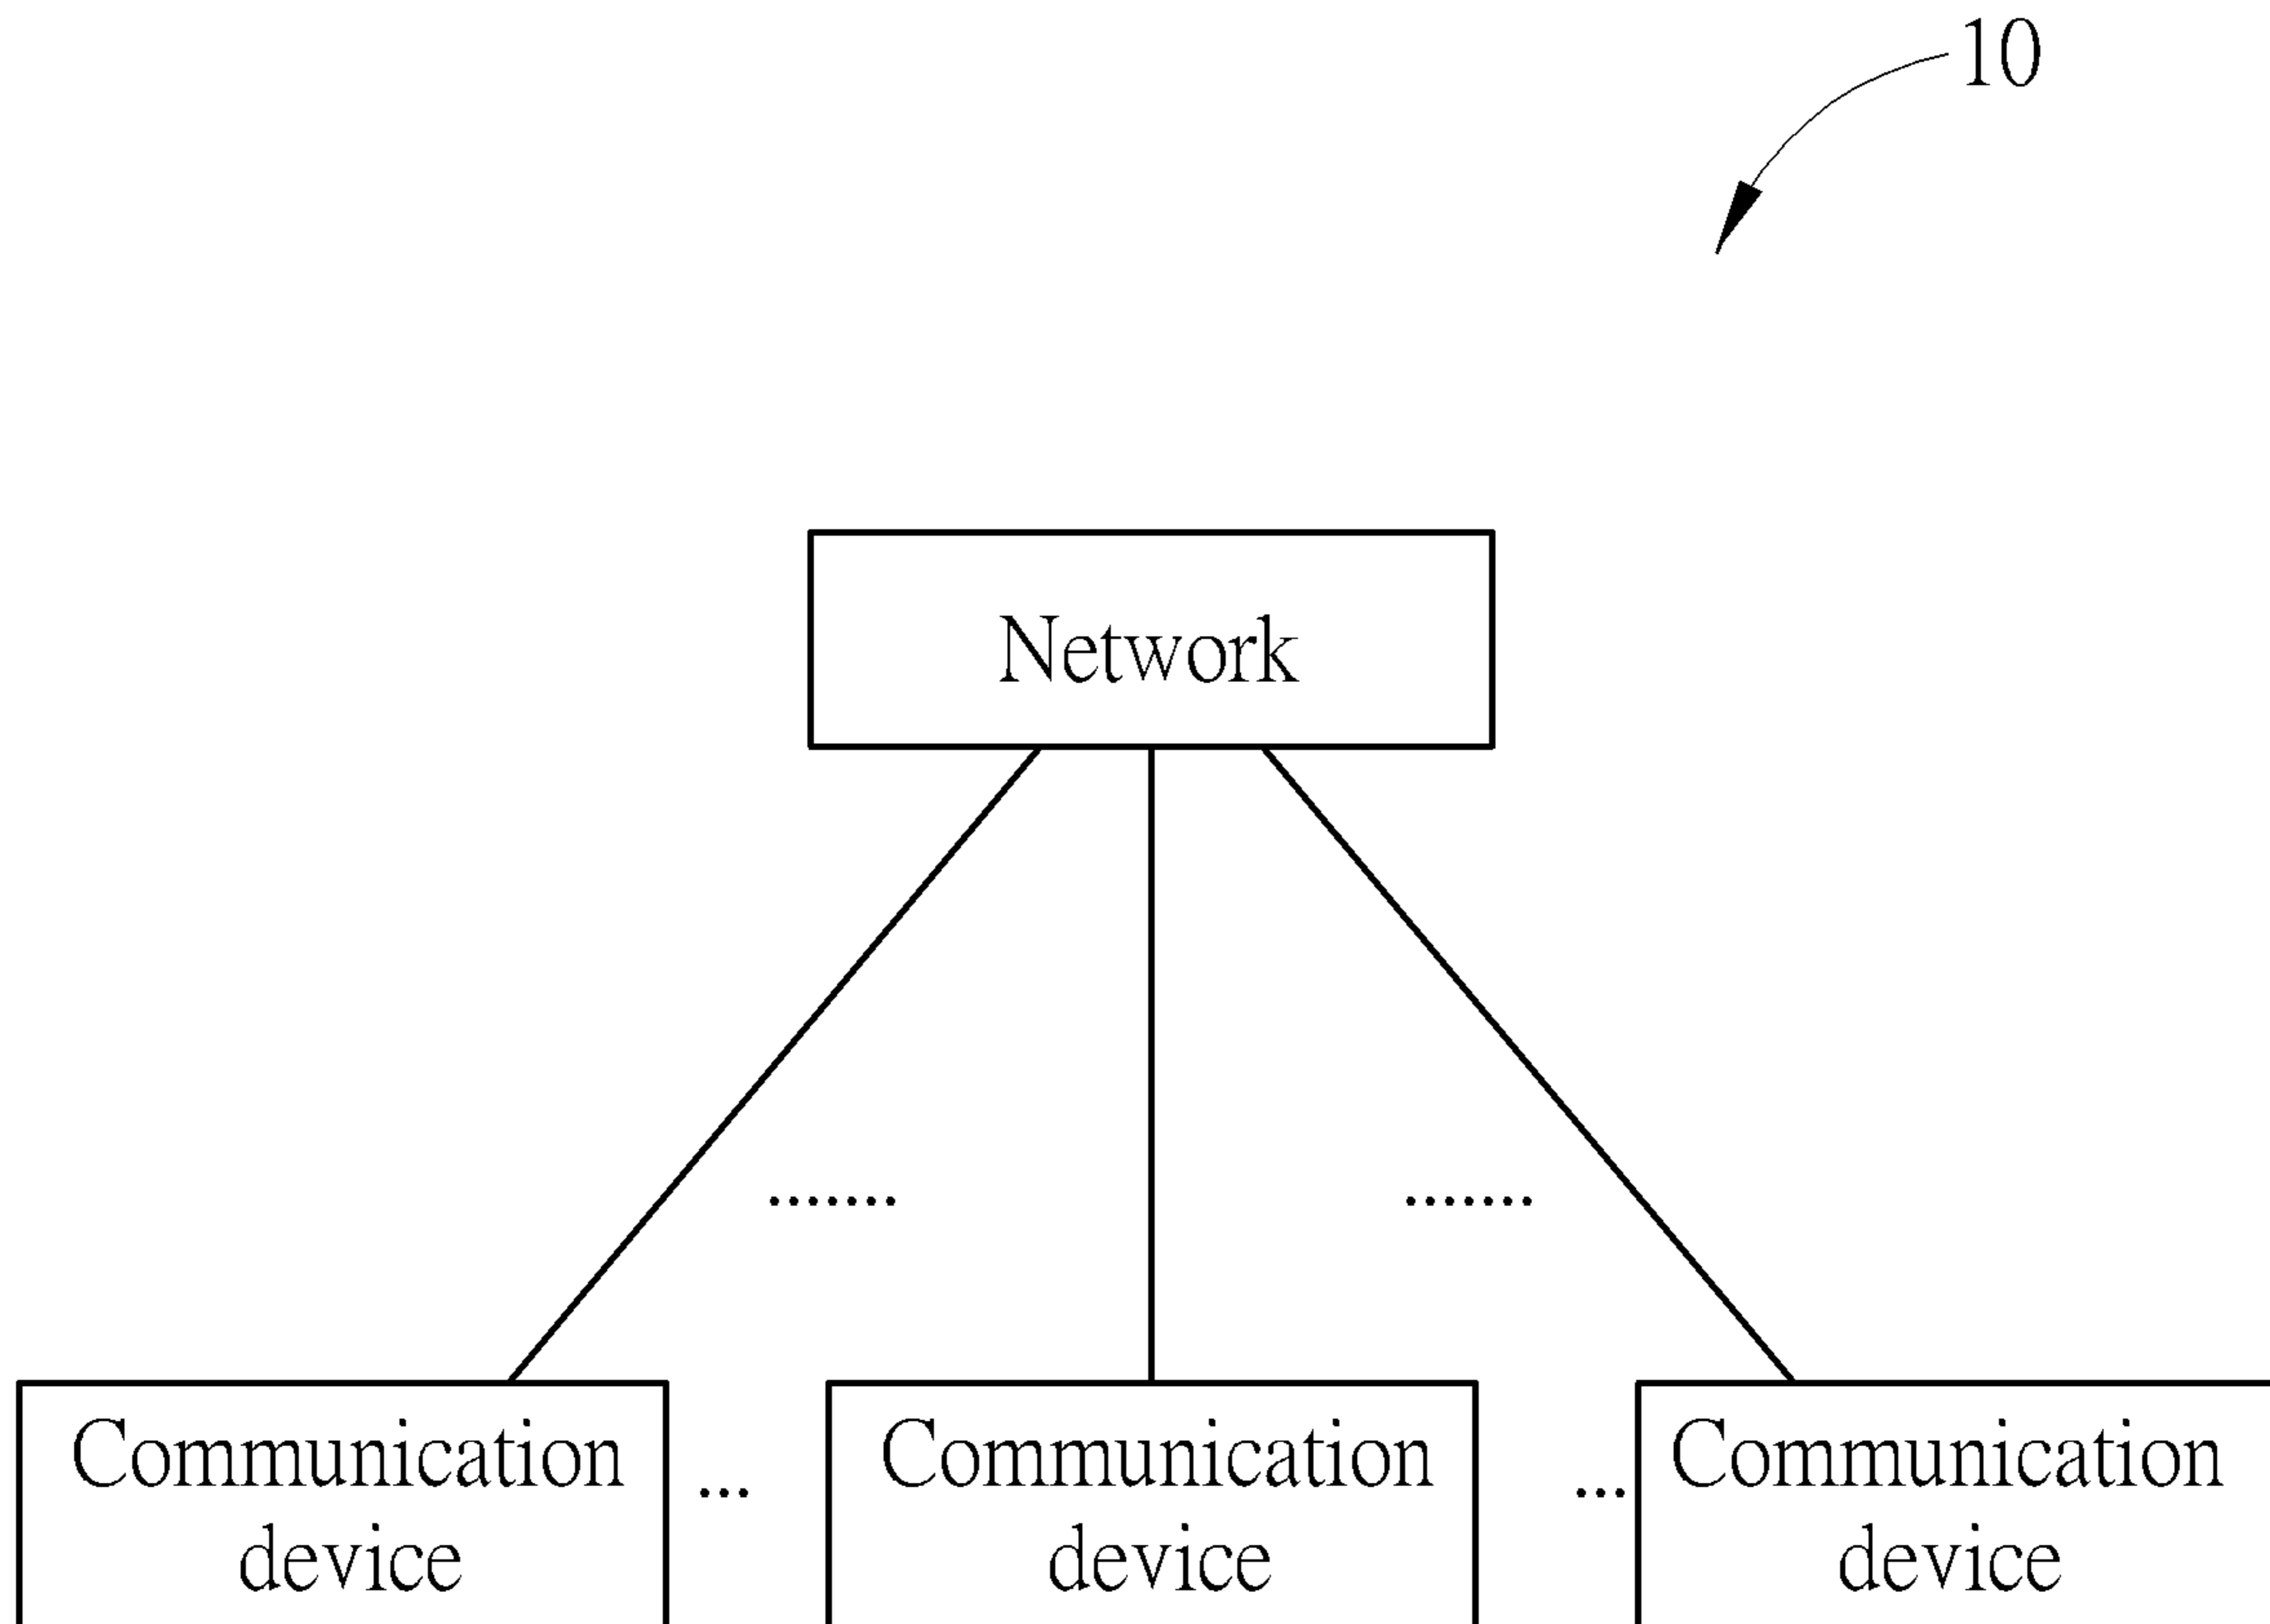 10
Network
.......
.......
Communication
device
...
Communication
device
...
Communication
device